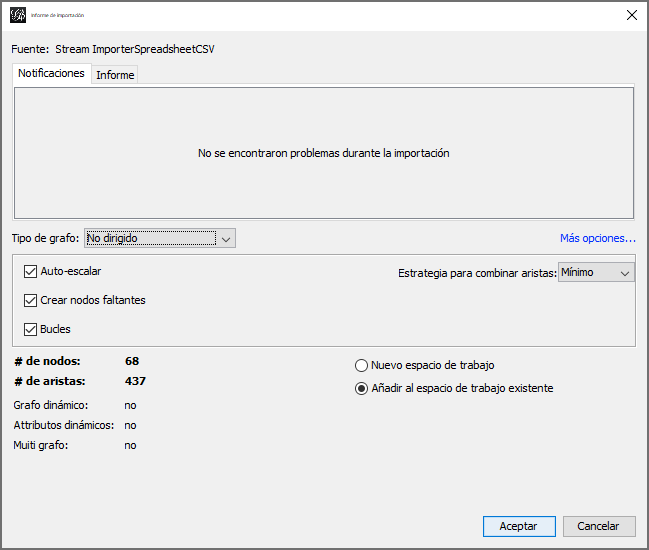 Informe de importación
Fuente: Stream ImporterSpreadsheetCSV
Notificaciones Informe
No se encontraron problemas durante la importación
Tipo de grafo: No dirigido Más opciones...
Auto-escalar
Estrategia para combinar aristas: Mínimo
Crear nodos faltantes
Bucles
# de nodos: 68
Nuevo espacio de trabajo
# de aristas: 437
Añadir al espacio de trabajo existente
Grafo dinámico: no
Atributos dinámicos: no
Muiti grafo: no
Aceptar Cancelar